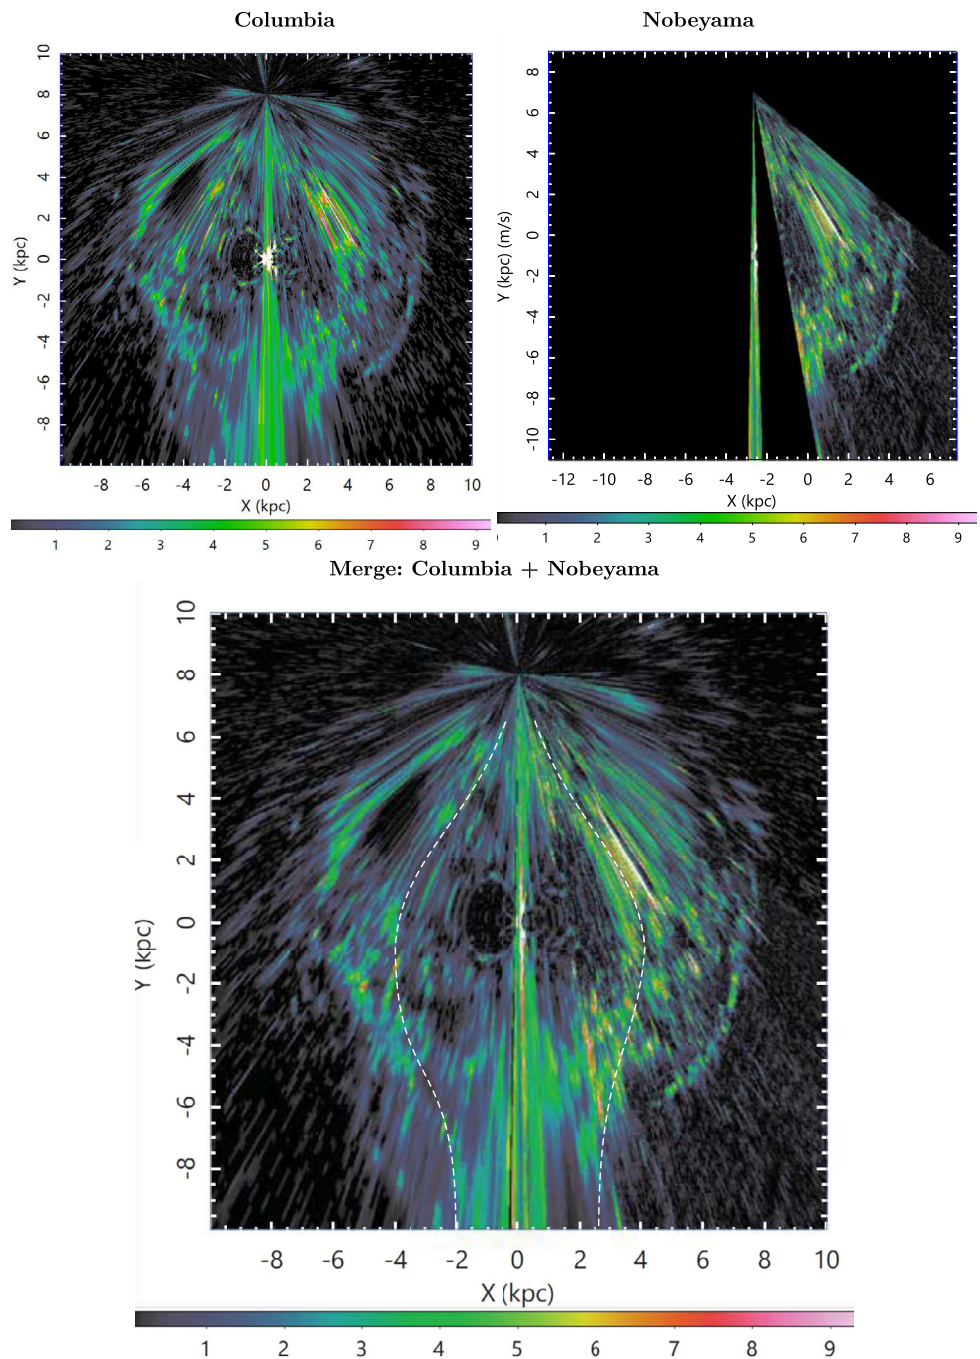 Columbia
Nobeyama
10
8
6
4
2
0
-2
-4
-6
-8
Y (kpc)
-8 -6 -4 -2 0 2 4 6 8 10
X (kpc)
1 2 3 4 5 6 7 8 9
8
6
4
2
0
-2
-4
-6
-8
-10
Y (kpc) (m/s)
-12 -10 -8 -6 -4 -2 0 2 4 6
X (kpc)
1 2 3 4 5 6 7 8 9
Merge: Columbia + Nobeyama
10
8
6
4
2
0
-2
-4
-6
-8
Y (kpc)
-8 -6 -4 -2 0 2 4 6 8 10
X (kpc)
1 2 3 4 5 6 7 8 9